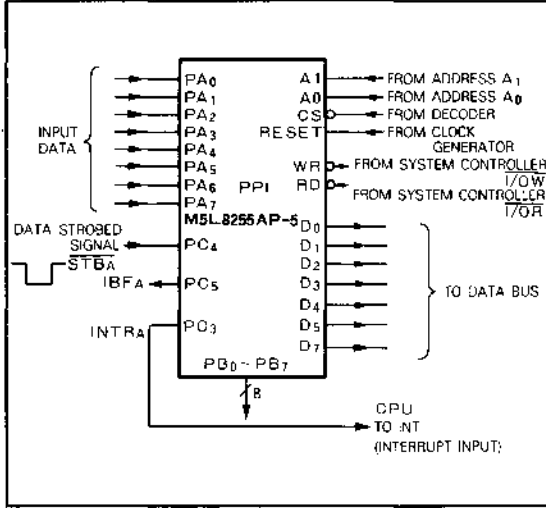 INPUT DATA
PA0
PA1
PA2
PA3
PA4
PA5
PA6
PA7
DATA STROBED SIGNAL
STBA
PC4
IBFA
PC5
INTRA
PC3
PPI
M5L8255AP-5
PB0~PB7
8
A1
FROM ADDRESS A1
A0
FROM ADDRESS A0
CS
FROM DECODER
RESET
FROM CLOCK GENERATOR
WR
FROM SYSTEM CONTROLLER
I/OW
RD
FROM SYSTEM CONTROLLER
I/OR
D0
D1
D2
D3
D4
D5
D7
TO DATA BUS
CPU
TO INT
(INTERRUPT INPUT)